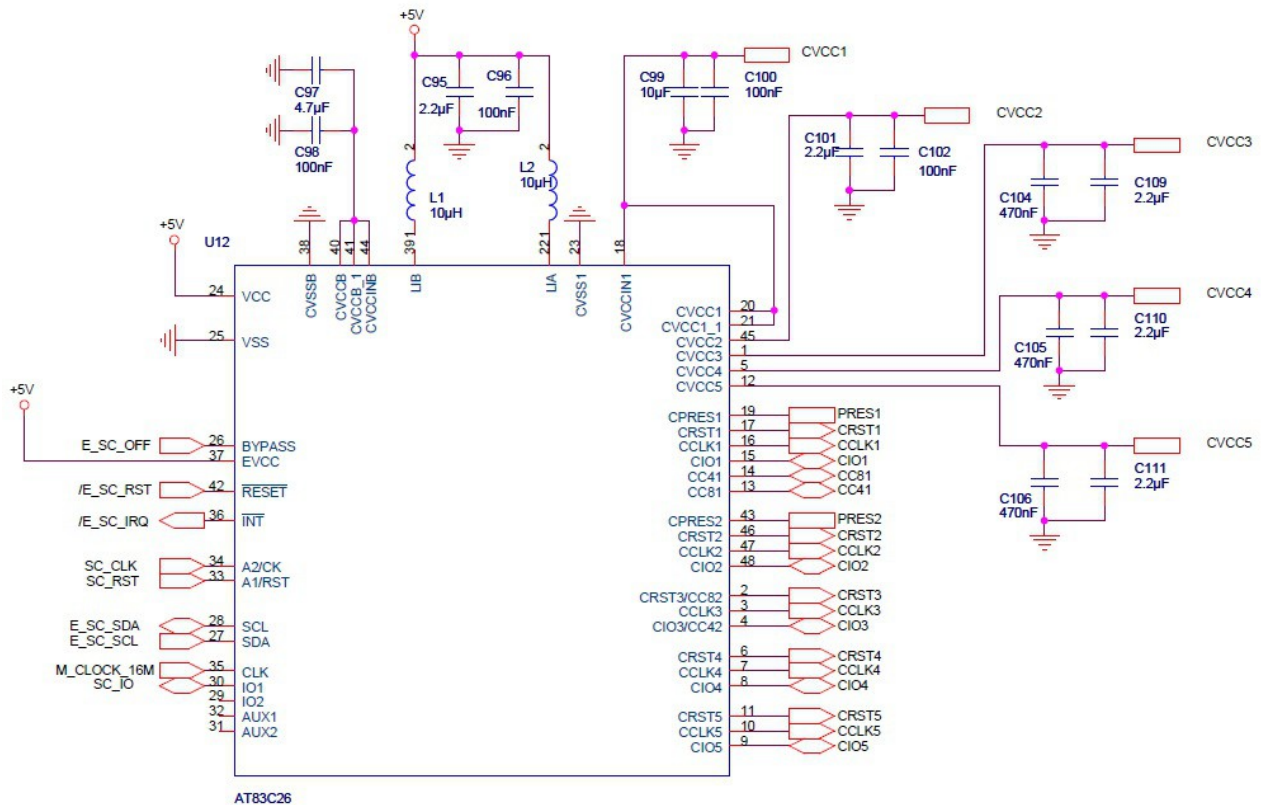 +5V
CVCC1
C97
4.7µF
C95
2.2µF
C96
100nF
C99
10µF
C100
100nF
CVCC2
C98
100nF
C101
2.2µF
C102
100nF
CVCC3
2
L1
10µH
1
2
L2
10µH
1
C104
470nF
C109
2.2µF
+5V
U12
38
40
41
44
39
22
23
18
CVSSB
CVCCB
CVCCB_1
CVCCINB
LIB
LIA
CVSS1
CVCCIN1
24 VCC
25 VSS
CVCC1 20
CVCC1_1 21
CVCC2 45
CVCC3 1
CVCC4 5
CVCC5 12
CVCC4
C105
470nF
C110
2.2µF
+5V
E_SC_OFF 26 BYPASS
37 EVCC
/E_SC_RST 42 RESET
/E_SC_IRQ 36 INT
SC_CLK 34 A2/CK
SC_RST 33 A1/RST
E_SC_SDA 28 SCL
E_SC_SCL 27 SDA
M_CLOCK_16M 35 CLK
SC_IO 30 IO1
29 IO2
32 AUX1
31 AUX2
CPRES1 19 PRES1
CRST1 17 CRST1
CCLK1 16 CCLK1
CIO1 15 CIO1
CC41 14 CC81
CC81 13 CC41
CPRES2 43 PRES2
CRST2 46 CRST2
CCLK2 47 CCLK2
CIO2 48 CIO2
CRST3/CC82 2 CRST3
CCLK3 3 CCLK3
CIO3/CC42 4 CIO3
CRST4 6 CRST4
CCLK4 7 CCLK4
CIO4 8 CIO4
CRST5 11 CRST5
CCLK5 10 CCLK5
CIO5 9 CIO5
CVCC5
C106
470nF
C111
2.2µF
AT83C26